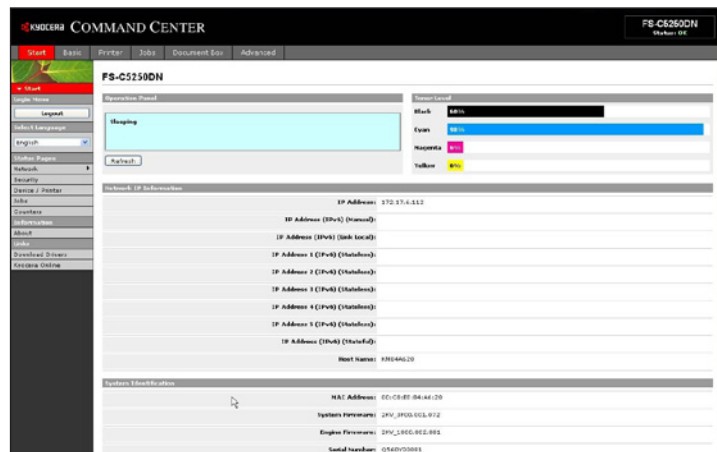 KYOCERA COMMAND CENTER
FS-C5250DN
Status: OK
Start Basic Printer Jobs Document Box Advanced
Start
FS-C5250DN
Login Name
Logout
Select Language
English
Status Pages
Network
Security
Device / Printer
Jobs
Counters
Information
About
Links
Download Drivers
Kyocera Online
Operation Panel
Sleeping
Refresh
Toner Level
Black
Cyan
Magenta
Yellow
Network IP Information
IP Address: 172.17.6.113
IP Address (IPv6) (Manual):
IP Address (IPv6) (Link Local):
IP Address 1 (IPv6) (Stateless):
IP Address 2 (IPv6) (Stateless):
IP Address 3 (IPv6) (Stateless):
IP Address 4 (IPv6) (Stateless):
IP Address 5 (IPv6) (Stateless):
IP Address (IPv6) (Stateful):
Host Name:
System Identification
MAC Address:
System Firmware:
Engine Firmware:
Serial Number: